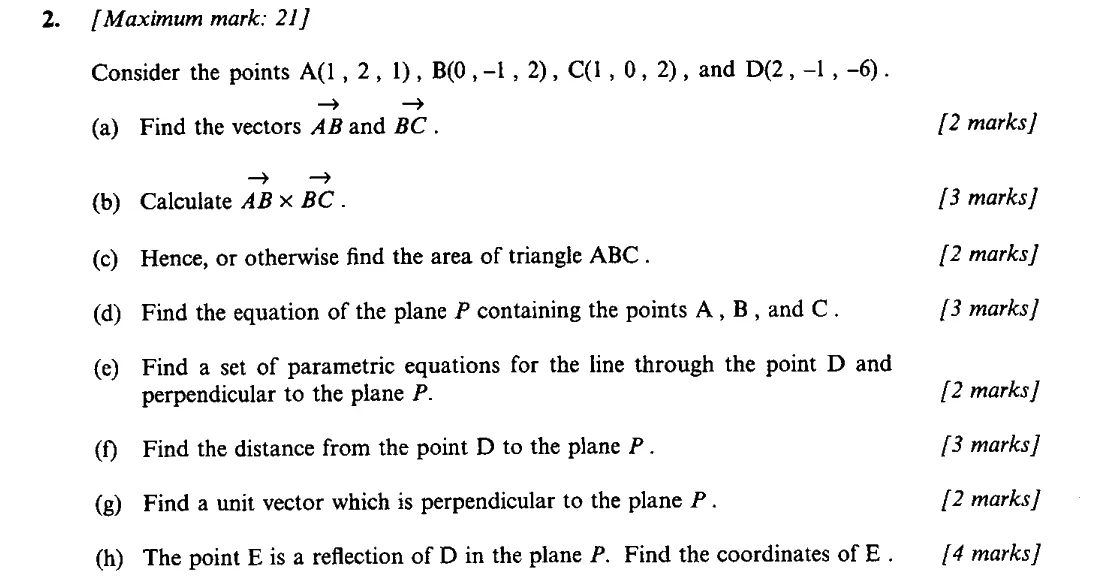 2. [Maximum mark: 21]
Consider the points A(1 , 2 , 1) , B(0 , –1 , 2) , C(1 , 0 , 2) , and D(2 , –1 , –6) .
(a) Find the vectors $\overrightarrow{AB}$ and $\overrightarrow{BC}$ . [2 marks]
(b) Calculate $\overrightarrow{AB}$ × $\overrightarrow{BC}$ . [3 marks]
(c) Hence, or otherwise find the area of triangle ABC . [2 marks]
(d) Find the equation of the plane P containing the points A , B , and C . [3 marks]
(e) Find a set of parametric equations for the line through the point D and
perpendicular to the plane P. [2 marks]
(f) Find the distance from the point D to the plane P . [3 marks]
(g) Find a unit vector which is perpendicular to the plane P . [2 marks]
(h) The point E is a reflection of D in the plane P. Find the coordinates of E . [4 marks]